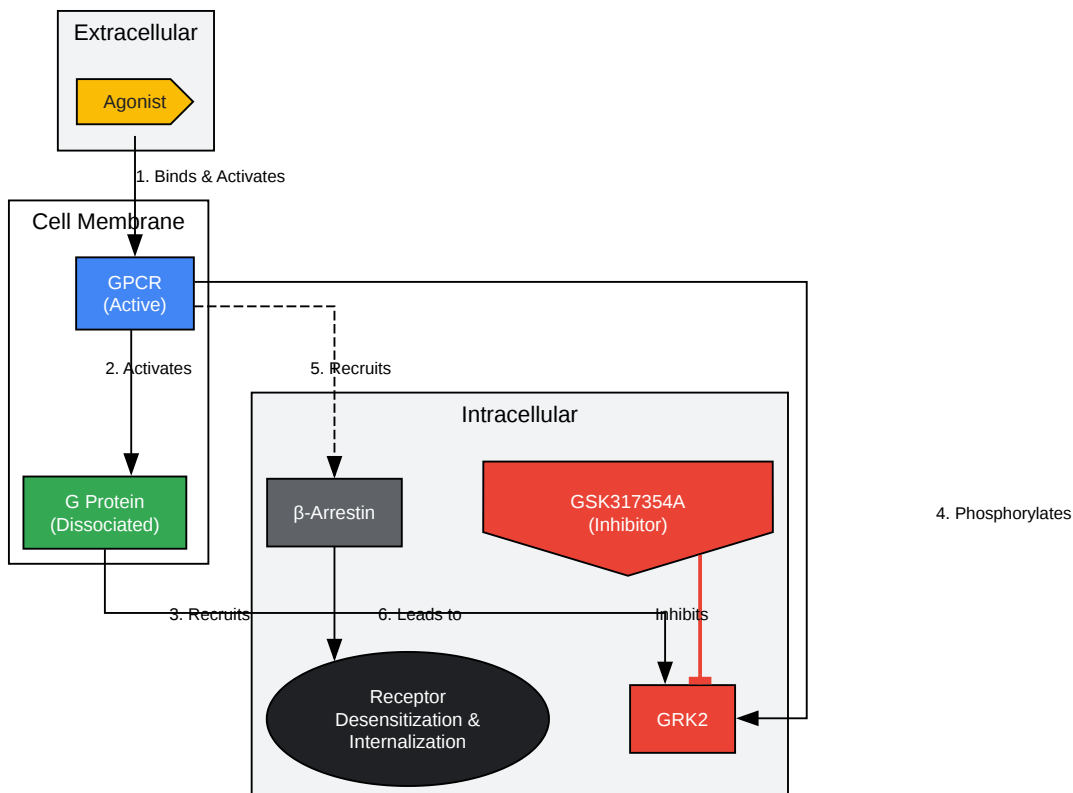 Extracellular
Agonist
1. Binds & Activates
Cell Membrane
GPCR
(Active)
2. Activates
5. Recruits
Intracellular
G Protein
(Dissociated)
β-Arrestin
GSK317354A
(Inhibitor)
4. Phosphorylates
3. Recruits
6. Leads to
Inhibits
Receptor
Desensitization &
Internalization
GRK2